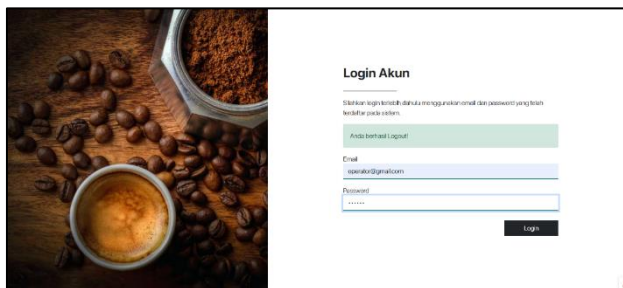 Login Akun
Silahkan login terlebih dahulu menggunakan email dan password yang telah
terdaftar pada sistem.
Anda berhasil Logout!
Email
operator@gmail.com
Password
••••••
Login